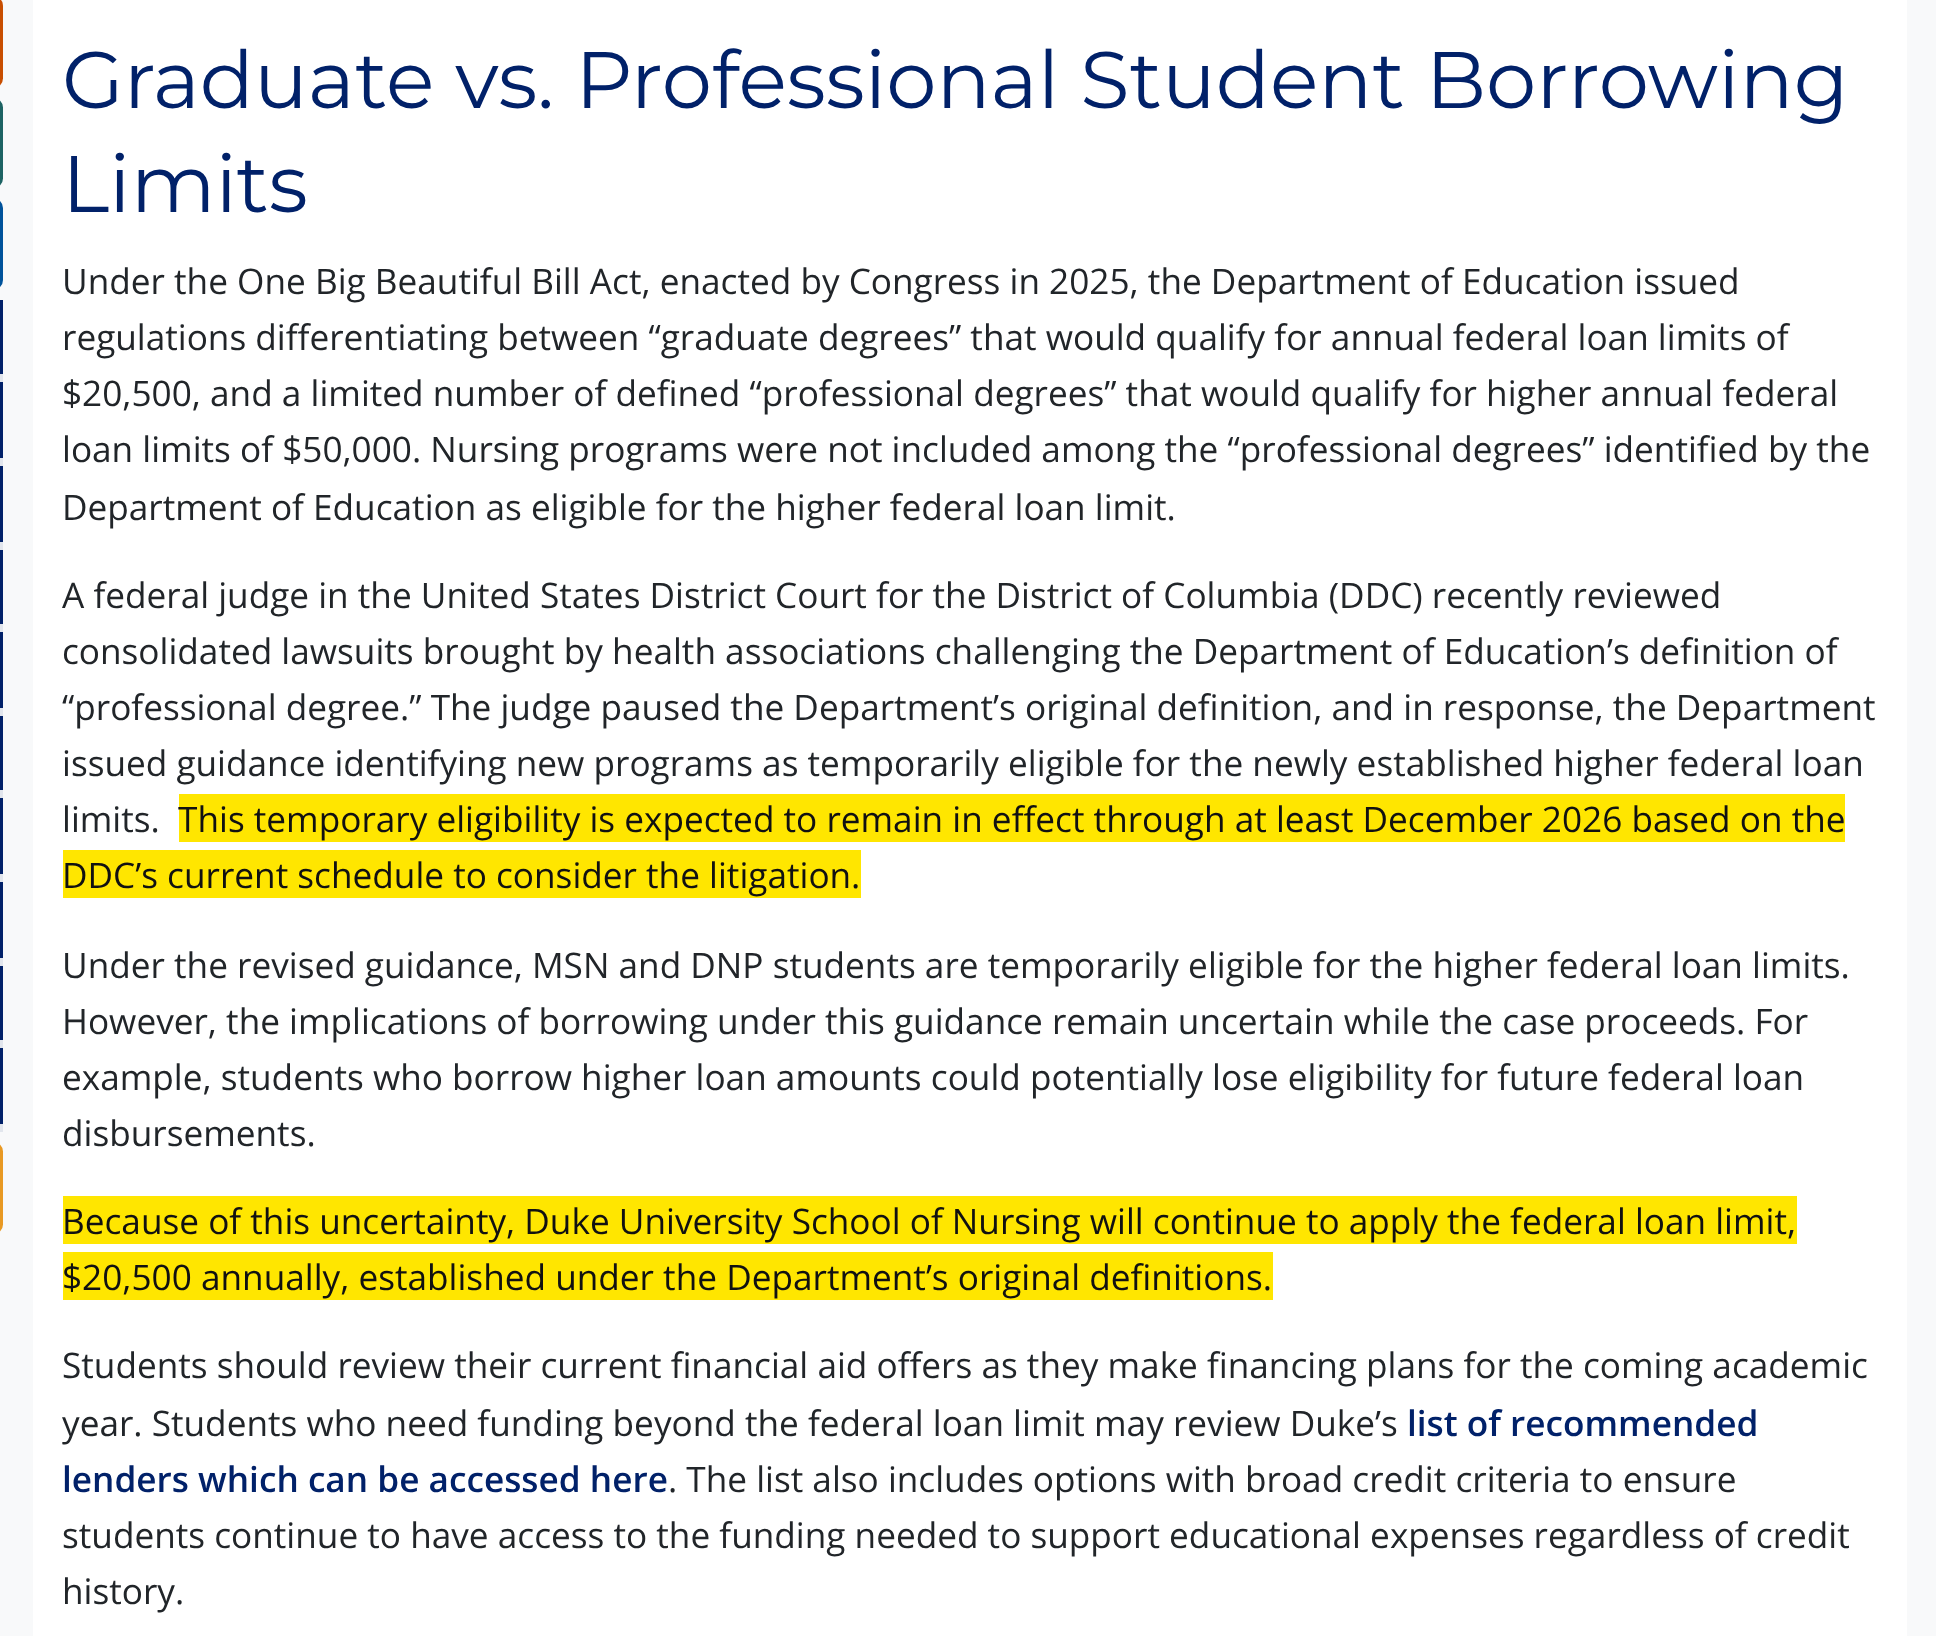 Graduate vs. Professional Student Borrowing
Limits
Under the One Big Beautiful Bill Act, enacted by Congress in 2025, the Department of Education issued
regulations differentiating between “graduate degrees” that would qualify for annual federal loan limits of
$20,500, and a limited number of defined “professional degrees” that would qualify for higher annual federal
loan limits of $50,000. Nursing programs were not included among the “professional degrees” identified by the
Department of Education as eligible for the higher federal loan limit.
A federal judge in the United States District Court for the District of Columbia (DDC) recently reviewed
consolidated lawsuits brought by health associations challenging the Department of Education’s definition of
“professional degree.” The judge paused the Department’s original definition, and in response, the Department
issued guidance identifying new programs as temporarily eligible for the newly established higher federal loan
limits.  This temporary eligibility is expected to remain in effect through at least December 2026 based on the
DDC’s current schedule to consider the litigation.
Under the revised guidance, MSN and DNP students are temporarily eligible for the higher federal loan limits.
However, the implications of borrowing under this guidance remain uncertain while the case proceeds. For
example, students who borrow higher loan amounts could potentially lose eligibility for future federal loan
disbursements.
Because of this uncertainty, Duke University School of Nursing will continue to apply the federal loan limit,
$20,500 annually, established under the Department’s original definitions.
Students should review their current financial aid offers as they make financing plans for the coming academic
year. Students who need funding beyond the federal loan limit may review Duke’s list of recommended
lenders which can be accessed here. The list also includes options with broad credit criteria to ensure
students continue to have access to the funding needed to support educational expenses regardless of credit
history.